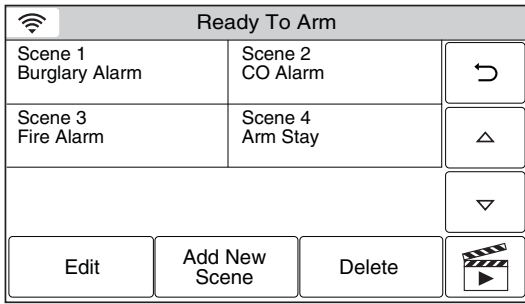 Ready To Arm
Scene 1
Burglary Alarm
Scene 2
CO Alarm
Scene 3
Fire Alarm
Scene 4
Arm Stay
Edit
Add New
Scene
Delete